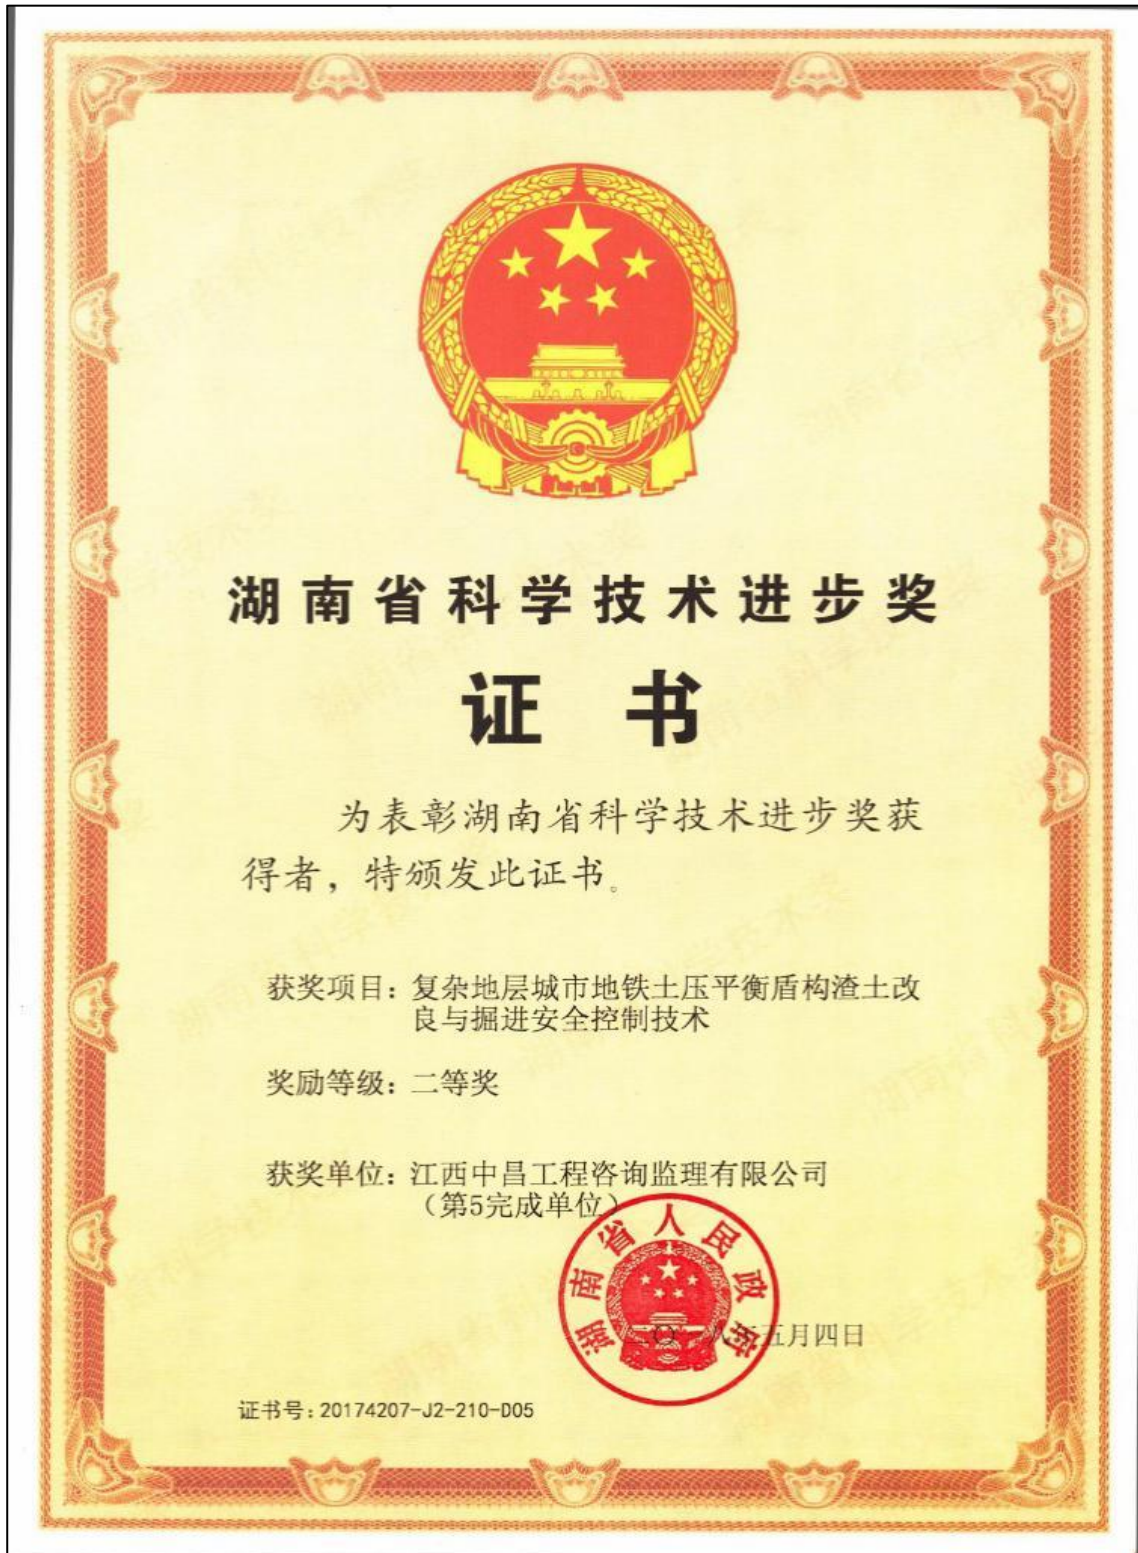 湖南省科学技术进步奖
证书
为表彰湖南省科学技术进步奖获
得者，特颁发此证书。
获奖项目：复杂地层城市地铁土压平衡盾构渣土改
良与掘进安全控制技术
奖励等级：二等奖
获奖单位：江西中昌工程咨询监理有限公司
（第5完成单位）
湖南省人民政府
二〇一八年五月四日
证书号：20174207-J2-210-D05